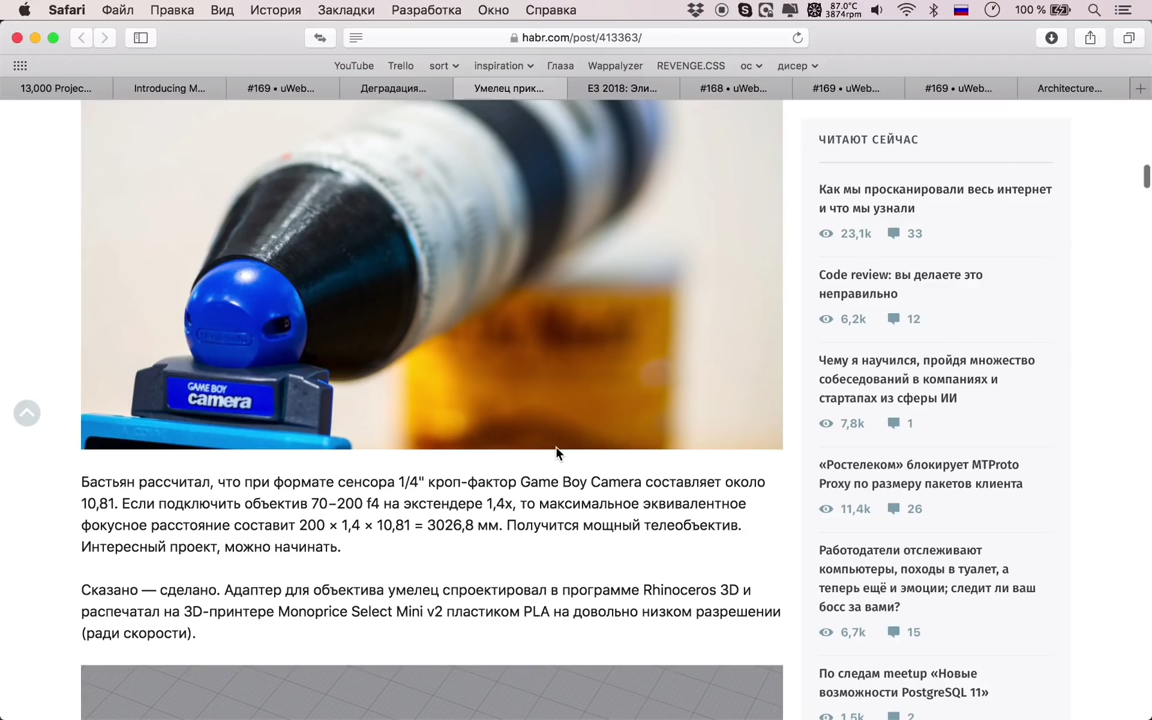 Safari Файл Правка Вид История Закладки Разработка Окно Справка 87.0°C 3874rpm 100 %
habr.com/post/413363/
YouTube Trello sort inspiration Глаза Wappalyzer REVENGE.CSS ос дисер
13,000 Projec... Introducing M... #169 • uWeb... Деградация... Умелец прик... E3 2018: Эли... #168 • uWeb... #169 • uWeb... #169 • uWeb... Architecture...
GAME BOY
camera
Бастьян рассчитал, что при формате сенсора 1/4" кроп-фактор Game Boy Camera составляет около
10,81. Если подключить объектив 70–200 f4 на экстендере 1,4x, то максимальное эквивалентное
фокусное расстояние составит 200 × 1,4 × 10,81 = 3026,8 мм. Получится мощный телеобъектив.
Интересный проект, можно начинать.
Сказано — сделано. Адаптер для объектива умелец спроектировал в программе Rhinoceros 3D и
распечатал на 3D-принтере Monoprice Select Mini v2 пластиком PLA на довольно низком разрешении
(ради скорости).
ЧИТАЮТ СЕЙЧАС
Как мы просканировали весь интернет
и что мы узнали
23,1k 33
Code review: вы делаете это
неправильно
6,2k 12
Чему я научился, пройдя множество
собеседований в компаниях и
стартапах из сферы ИИ
7,8k 1
«Ростелеком» блокирует MTProto
Proxy по размеру пакетов клиента
11,4k 26
Работодатели отслеживают
компьютеры, походы в туалет, а
теперь ещё и эмоции; следит ли ваш
босс за вами?
6,7k 15
По следам meetup «Новые
возможности PostgreSQL 11»
1,5k 2